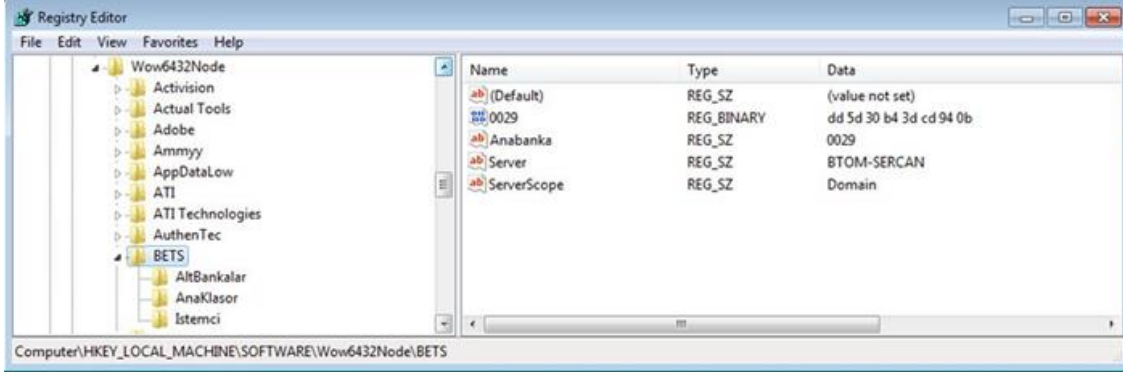 Registry Editor
File Edit View Favorites Help
Wow6432Node
Activision
Actual Tools
Adobe
Ammyy
AppDataLow
ATI
ATI Technologies
AuthenTec
BETS
AltBankalar
AnaKlasor
Istemci
Name Type Data
(Default) REG_SZ (value not set)
0029 REG_BINARY dd 5d 30 b4 3d cd 94 0b
Anabanka REG_SZ 0029
Server REG_SZ BTOM-SERCAN
ServerScope REG_SZ Domain
Computer\HKEY_LOCAL_MACHINE\SOFTWARE\Wow6432Node\BETS